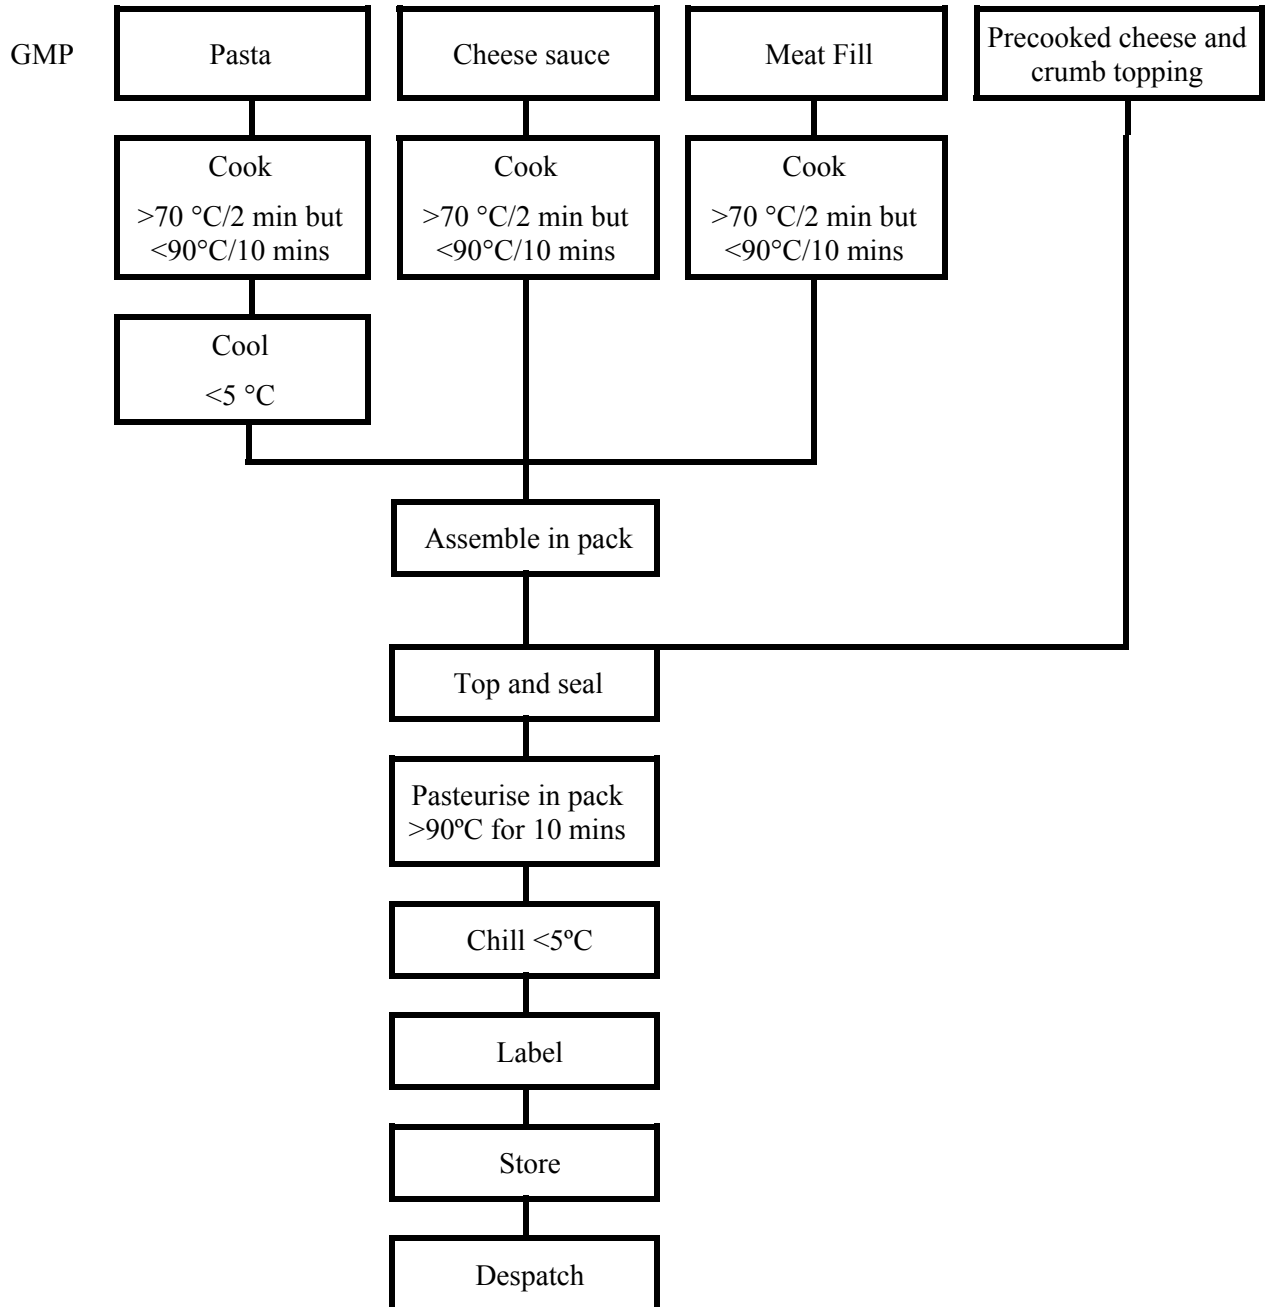 GMP
Pasta
Cheese sauce
Meat Fill
Precooked cheese and
crumb topping
Cook
>70 °C/2 min but
<90°C/10 mins
Cook
>70 °C/2 min but
<90°C/10 mins
Cook
>70 °C/2 min but
<90°C/10 mins
Cool
<5 °C
Assemble in pack
Top and seal
Pasteurise in pack
>90ºC for 10 mins
Chill <5ºC
Label
Store
Despatch